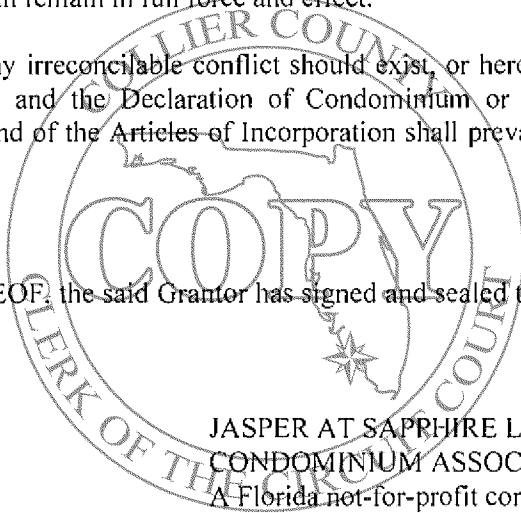 remain in full force and effect.
ny irreconcilable conflict should exist, or here
and the Declaration of Condominium or
nd of the Articles of Incorporation shall preva
EOF, the said Grantor has signed and sealed t
JASPER AT SAPRHIRE L
CONDOMINIUM ASSOC
A Florida not-for-profit cor
COLLIER COUNTY
COPY
CLERK OF THE CIRCUIT COURT